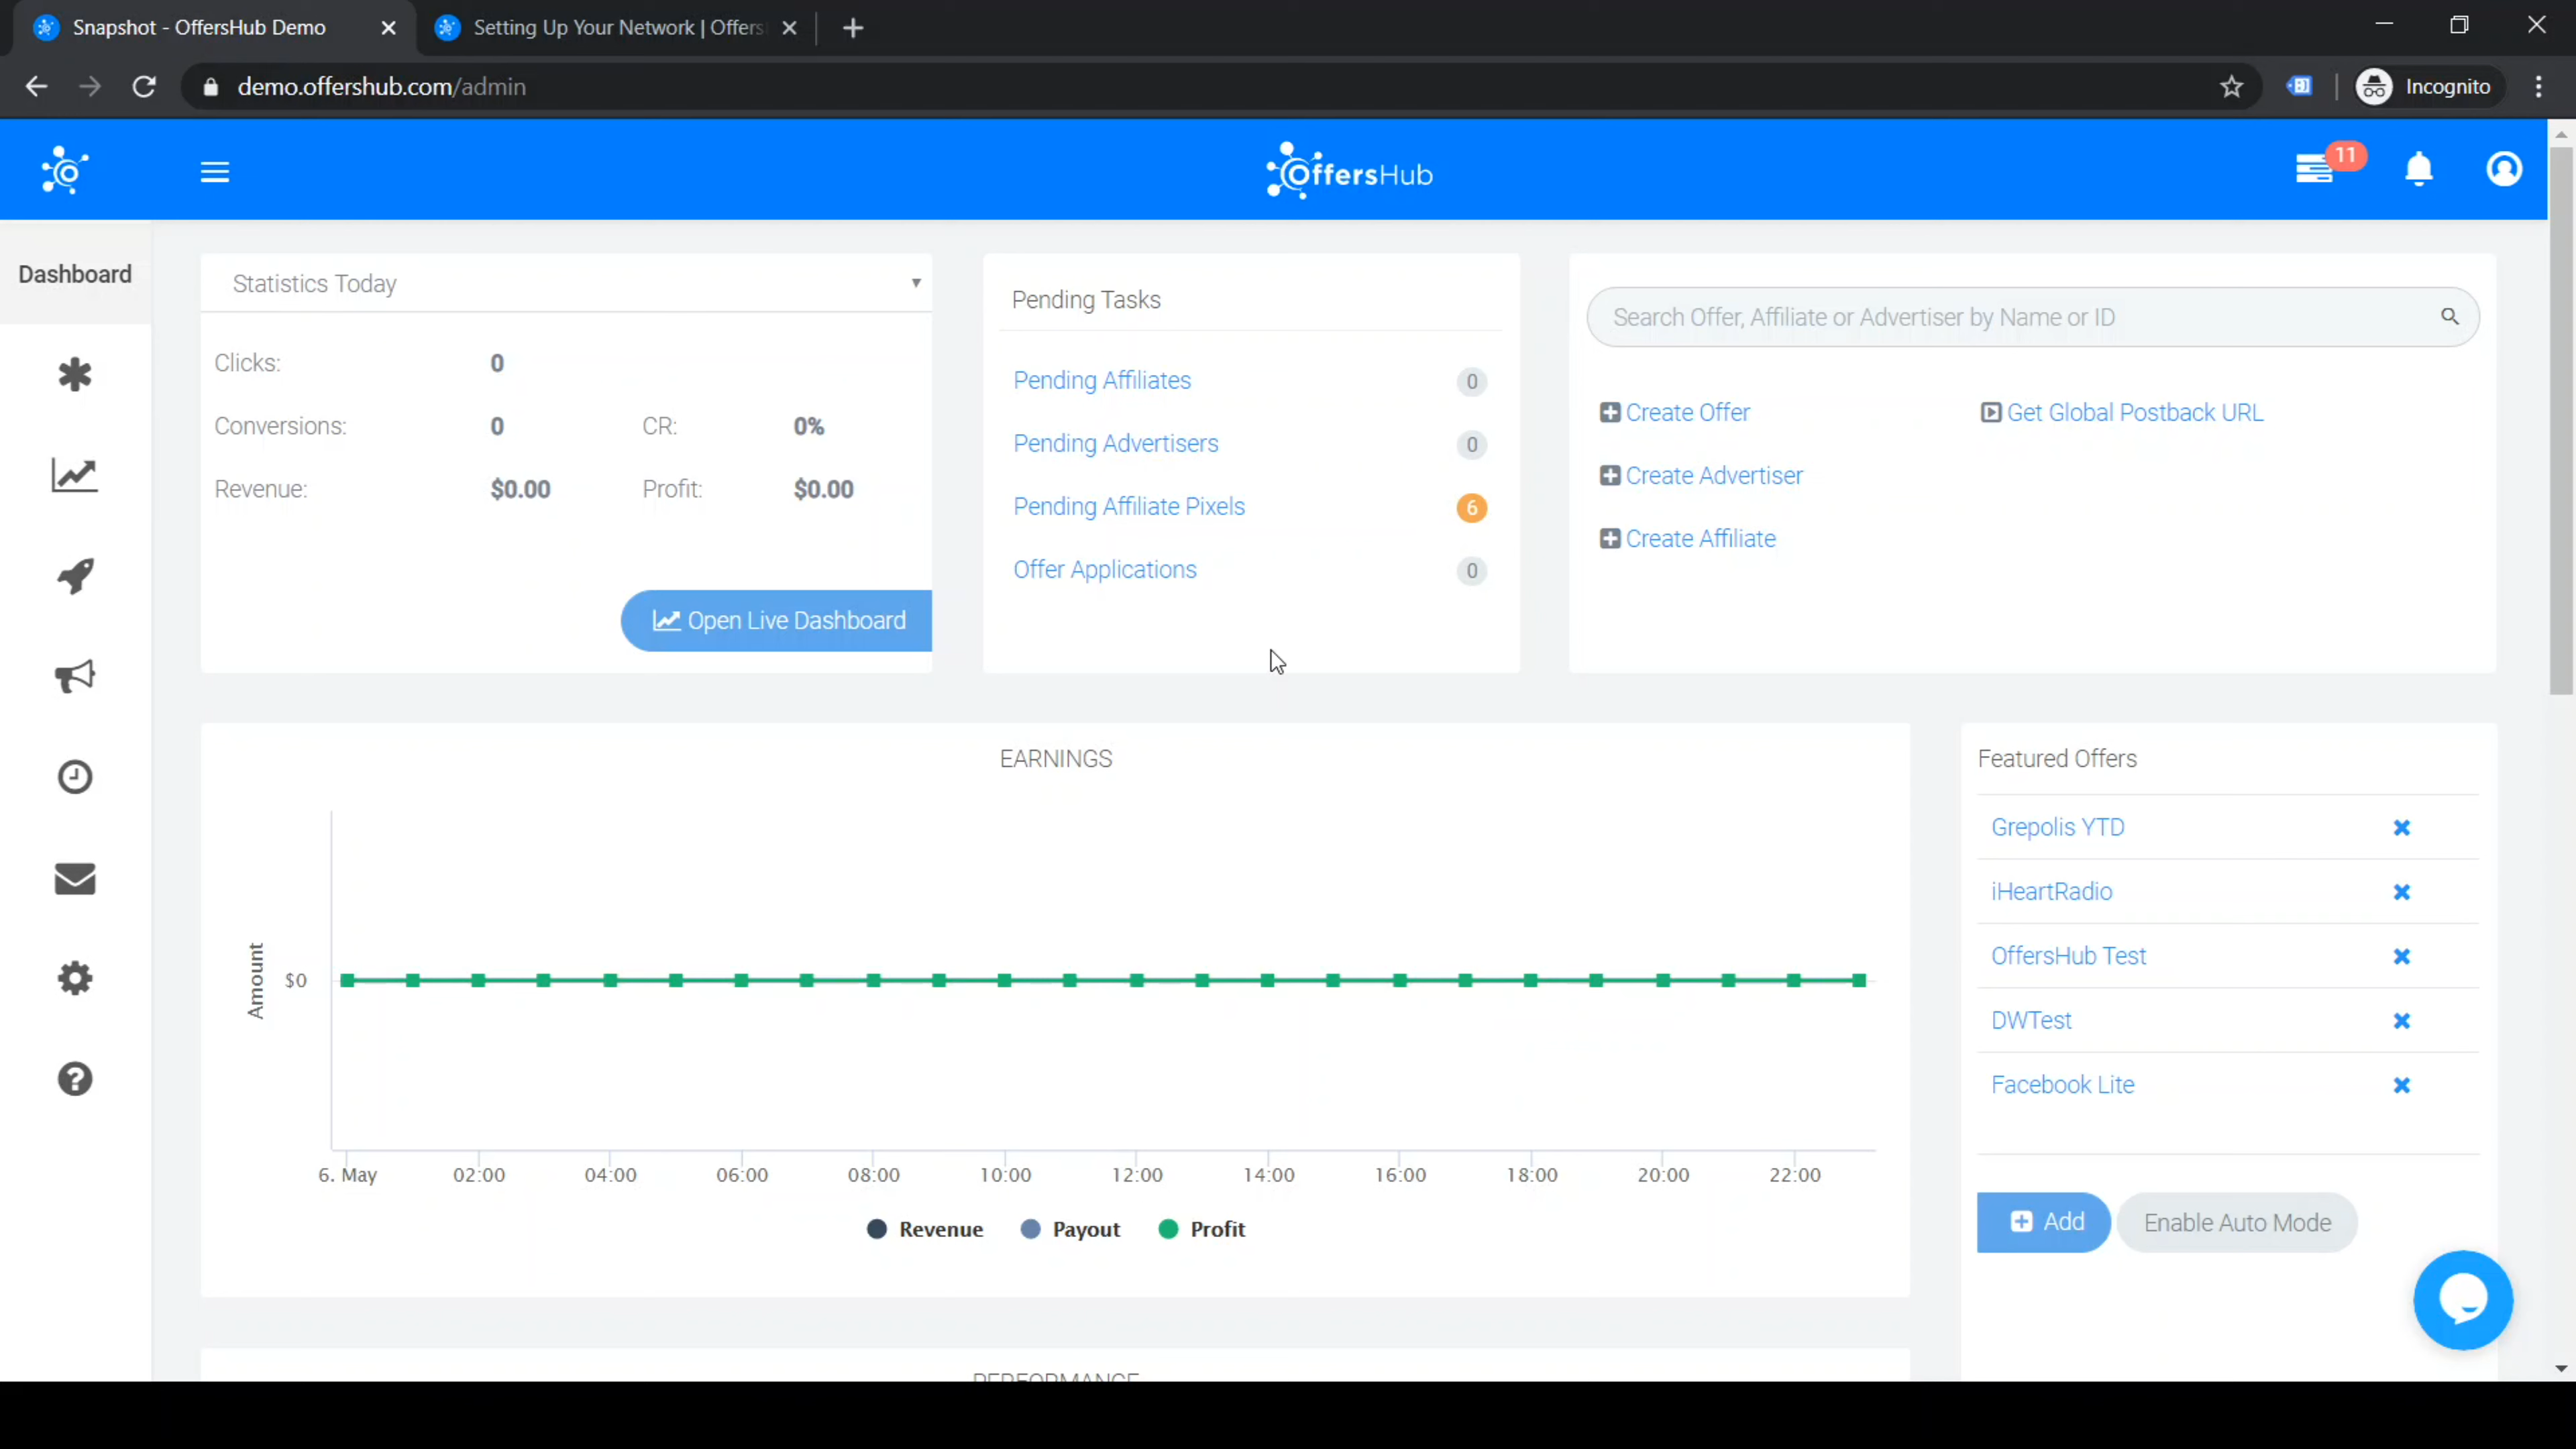 Snapshot - OffersHub Demo
Setting Up Your Network | Offers
demo.offershub.com/admin
Incognito
OffersHub
11
Dashboard
Statistics Today
Clicks: 0
Conversions: 0 CR: 0%
Revenue: $0.00 Profit: $0.00
Open Live Dashboard
Pending Tasks
Pending Affiliates 0
Pending Advertisers 0
Pending Affiliate Pixels 6
Offer Applications 0
Search Offer, Affiliate or Advertiser by Name or ID
Create Offer
Get Global Postback URL
Create Advertiser
Create Affiliate
EARNINGS
Amount
$0
6. May 02:00 04:00 06:00 08:00 10:00 12:00 14:00 16:00 18:00 20:00 22:00
Revenue Payout Profit
Featured Offers
Grepolis YTD
iHeartRadio
OffersHub Test
DWTest
Facebook Lite
Add
Enable Auto Mode
PERFORMANCE